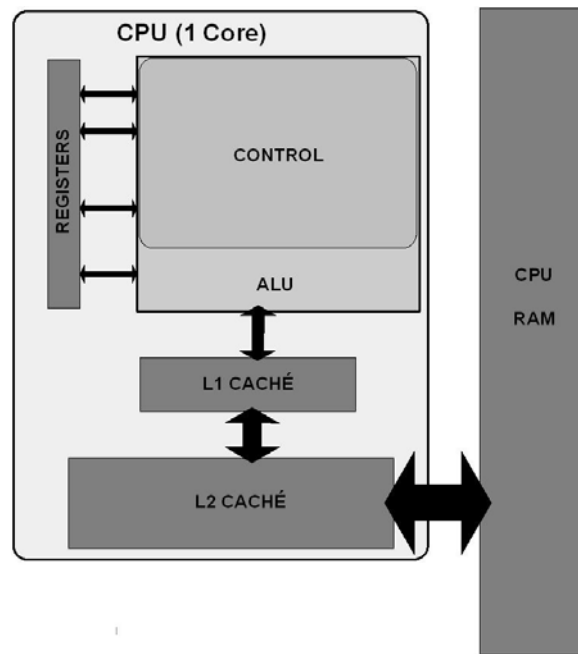 CPU (1 Core)
REGISTERS
CONTROL
ALU
L1 CACHÉ
L2 CACHÉ
CPU
RAM